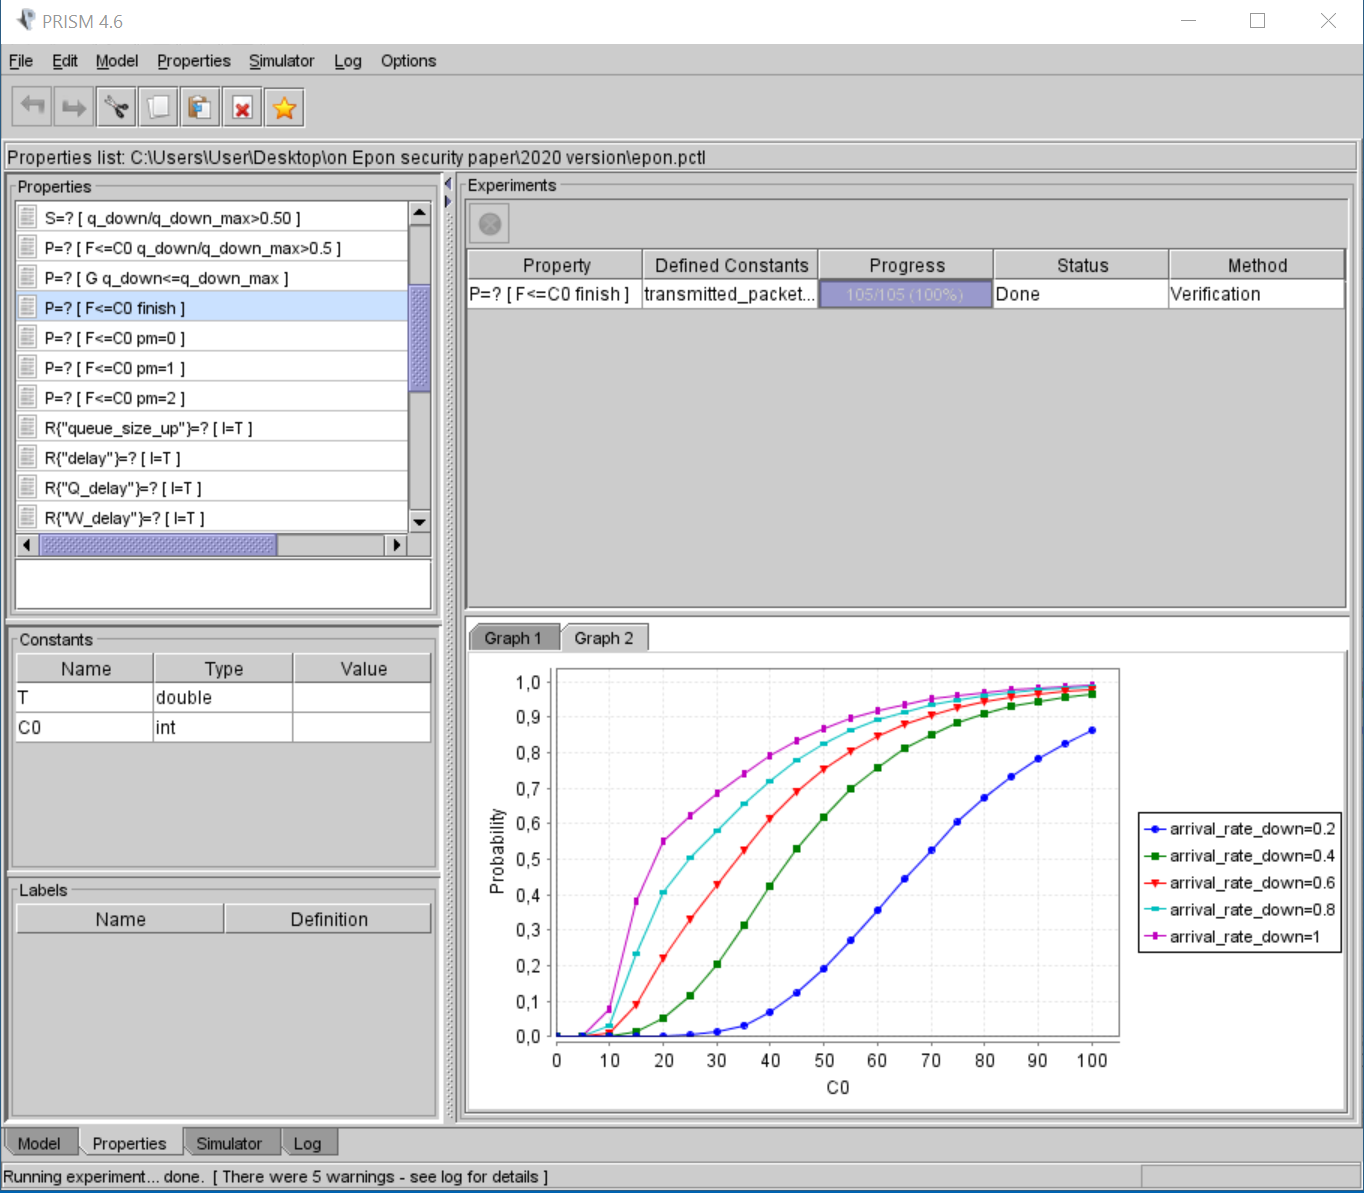 PRISM 4.6
File Edit Model Properties Simulator Log Options
Properties list: C:\Users\User\Desktop\on Epon security paper\2020 version\epon.pctl
Properties
S=? [ q_down/q_down_max>0.50 ]
P=? [ F<=C0 q_down/q_down_max>0.5 ]
P=? [ G q_down<=q_down_max ]
P=? [ F<=C0 finish ]
P=? [ F<=C0 pm=0 ]
P=? [ F<=C0 pm=1 ]
P=? [ F<=C0 pm=2 ]
R{"queue_size_up"}=? [ I=T ]
R{"delay"}=? [ I=T ]
R{"Q_delay"}=? [ I=T ]
R{"W_delay"}=? [ I=T ]
Constants
Name Type Value
T double
C0 int
Labels
Name Definition
Experiments
Property Defined Constants Progress Status Method
P=? [ F<=C0 finish ] transmitted_packet... 105/105 (100%) Done Verification
Graph 1 Graph 2
Probability
1,0
0,9
0,8
0,7
0,6
0,5
0,4
0,3
0,2
0,1
0,0
0 10 20 30 40 50 60 70 80 90 100
C0
arrival_rate_down=0.2
arrival_rate_down=0.4
arrival_rate_down=0.6
arrival_rate_down=0.8
arrival_rate_down=1
Model Properties Simulator Log
Running experiment... done. [ There were 5 warnings - see log for details ]